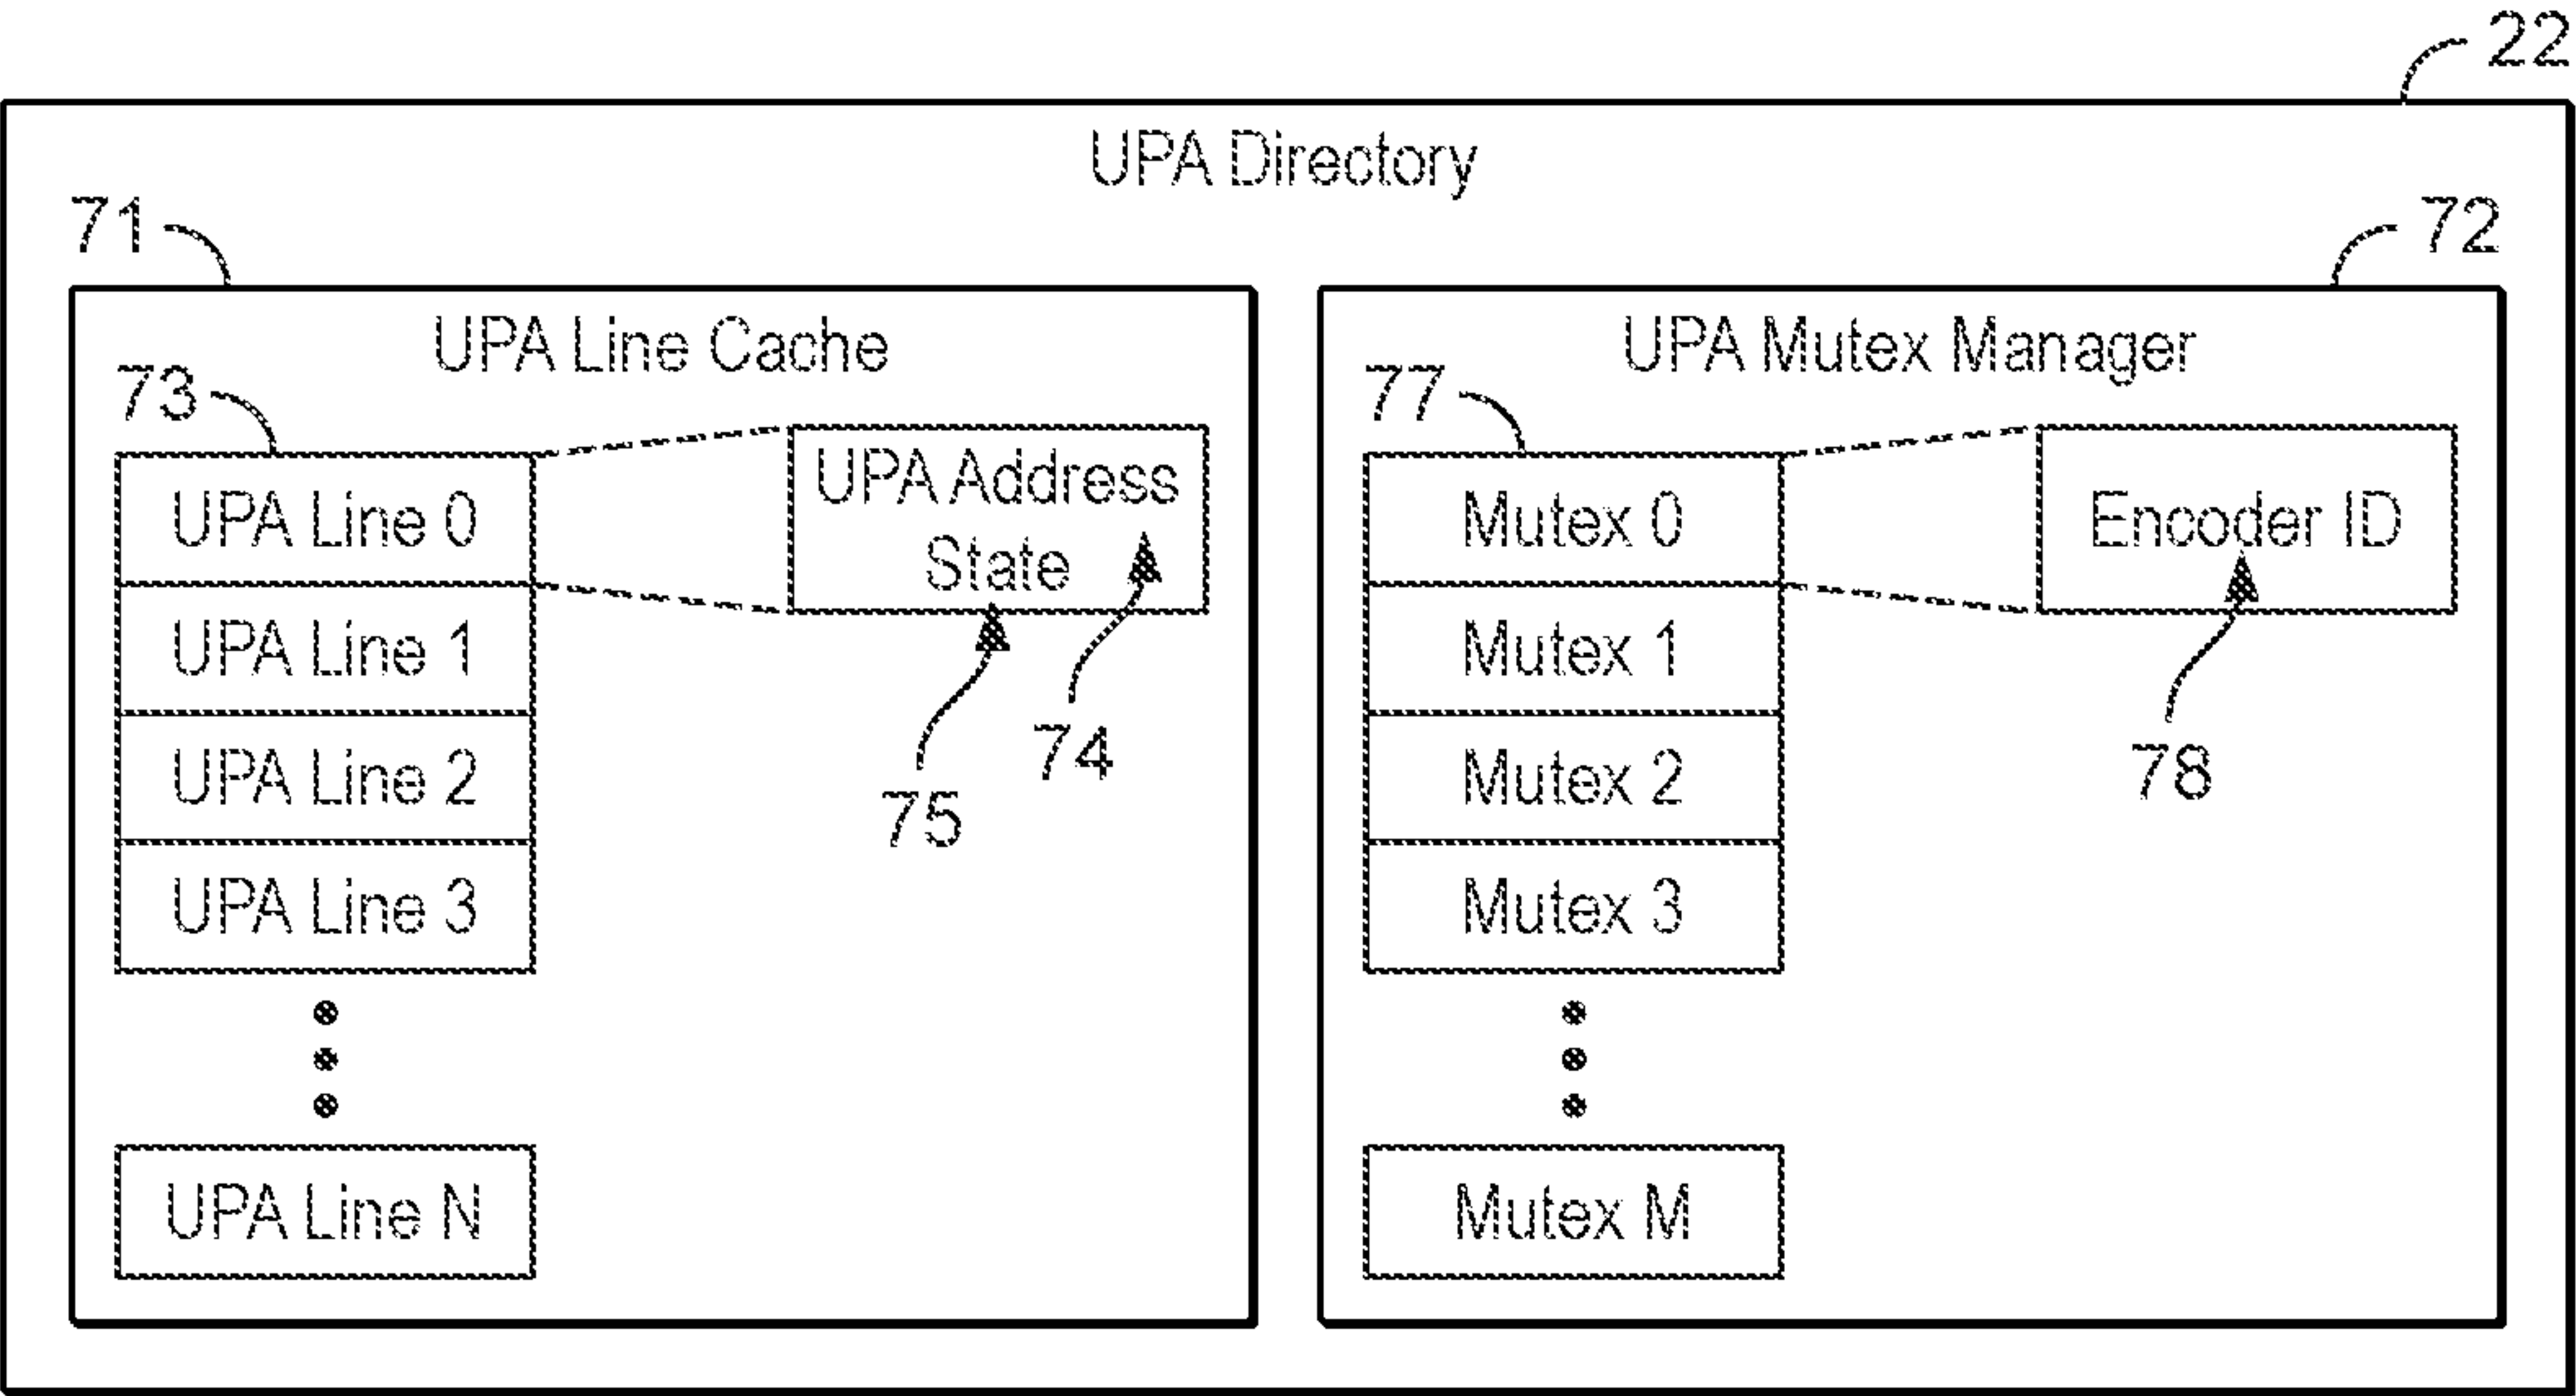 22
UPA Directory
71
72
UPA Line Cache
UPA Mutex Manager
73
77
UPA Line 0
UPA Line 1
UPA Line 2
UPA Line 3
UPA Line N
UPA Address
State
75
74
Mutex 0
Mutex 1
Mutex 2
Mutex 3
Mutex M
Encoder ID
78